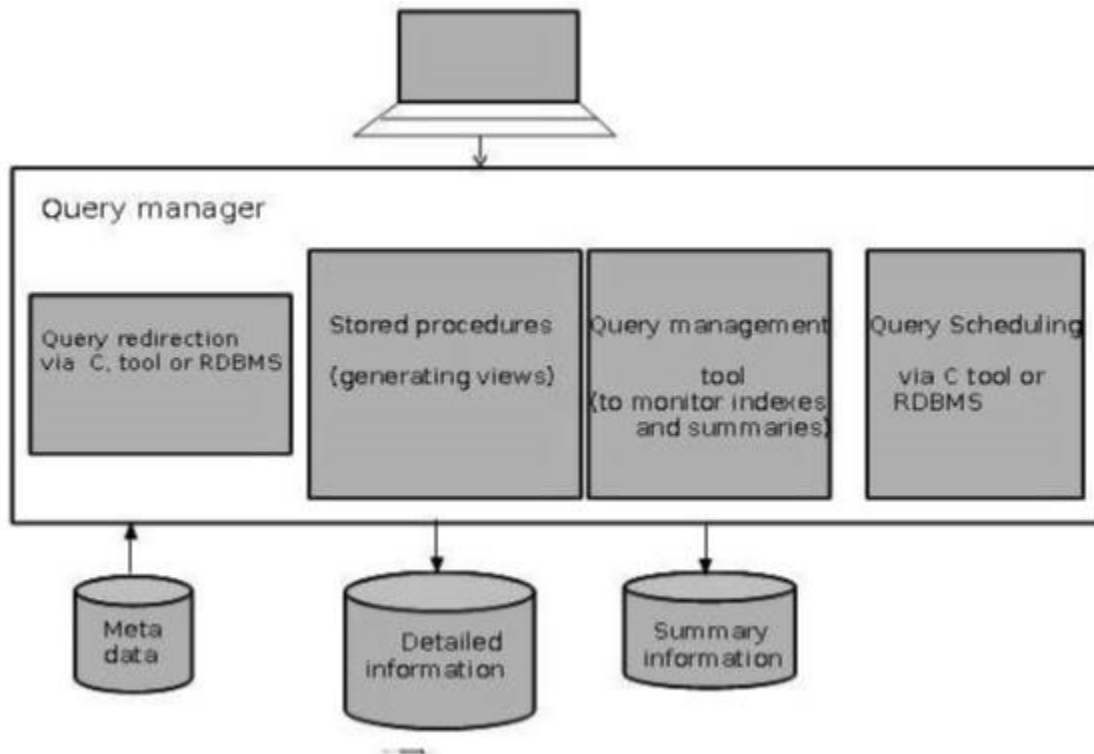 Query manager
Query redirection
via C, tool or RDBMS
Stored procedures
(generating views)
Query management
tool
(to monitor indexes
and summaries)
Query Scheduling
via C tool or
RDBMS
Meta
data
Detailed
information
Summary
information